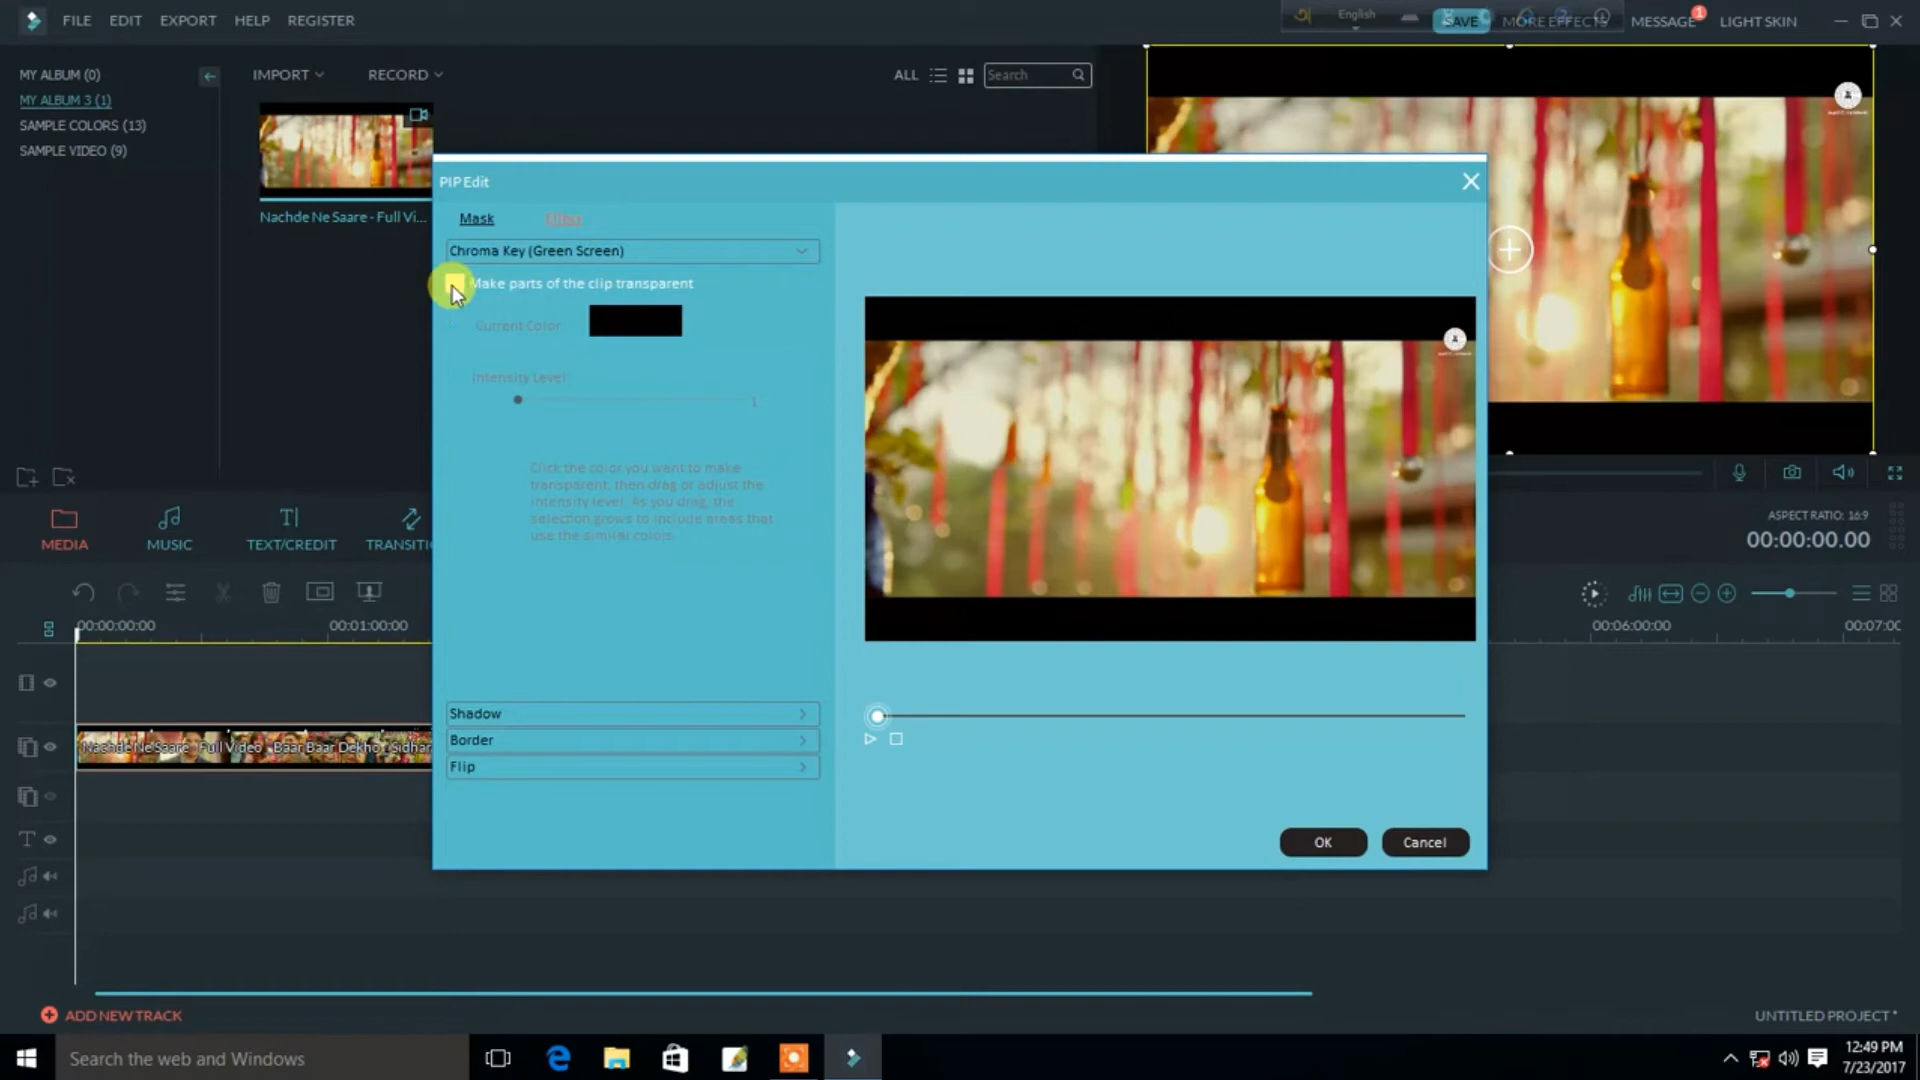 FILE EDIT EXPORT HELP REGISTER
English
SAVE MORE EFFECTS MESSAGE 1 LIGHT SKIN
MY ALBUM (0)
MY ALBUM 3 (1)
SAMPLE COLORS (13)
SAMPLE VIDEO (9)
IMPORT RECORD
ALL Search
Nachde Ne Saare - Full Vi...
PIP Edit
Mask Effect
Chroma Key (Green Screen)
Make parts of the clip transparent
Current Color:
Intensity Level:
1
Click the color you want to make
transparent, then drag or adjust the
intensity level. As you drag, the
selection grows to include areas that
use the similar colors.
Shadow
Border
Flip
OK Cancel
MEDIA MUSIC TEXT/CREDIT TRANSITI
ASPECT RATIO: 16:9
00:00:00.00
00:00:00:00 00:01:00:00 00:06:00:00 00:07:00
Nachde Ne Saare - Full Video - Baar Baar Dekho - Sidhar
ADD NEW TRACK
UNTITLED PROJECT *
Search the web and Windows
12:49 PM
7/23/2017